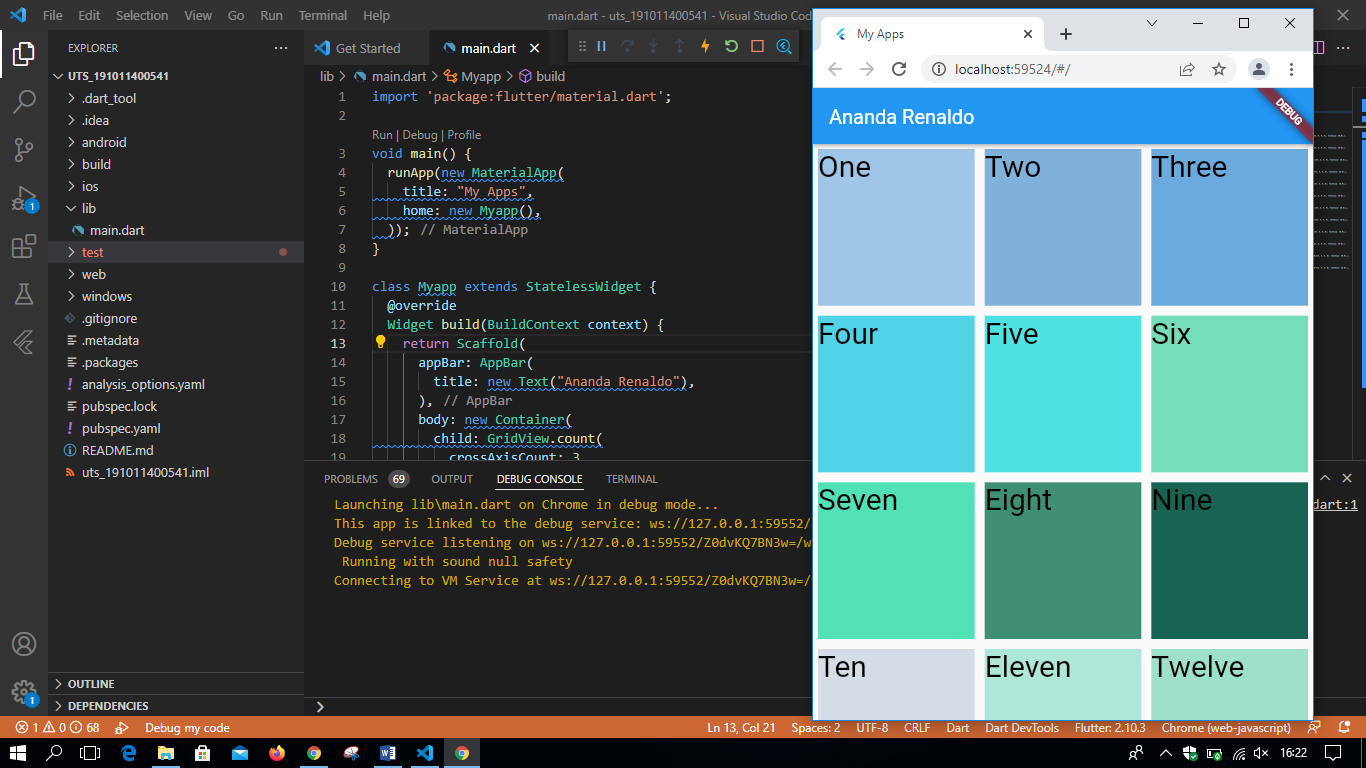 File Edit Selection View Go Run Terminal Help
main.dart - uts_191011400541 - Visual Studio Cod
EXPLORER
UTS_191011400541
.dart_tool
.idea
android
build
ios
lib
main.dart
test
web
windows
.gitignore
.metadata
.packages
analysis_options.yaml
pubspec.lock
pubspec.yaml
README.md
uts_191011400541.iml
OUTLINE
DEPENDENCIES
1
1
Get Started
main.dart
lib > main.dart > Myapp > build
1 import 'package:flutter/material.dart';
2
Run | Debug | Profile
3 void main() {
4 runApp(new MaterialApp(
5 title: "My Apps",
6 home: new Myapp(),
7 )); // MaterialApp
8 }
9
10 class Myapp extends StatelessWidget {
11 @override
12 Widget build(BuildContext context) {
13 return Scaffold(
14 appBar: AppBar(
15 title: new Text("Ananda Renaldo"),
16 ), // AppBar
17 body: new Container(
18 child: GridView.count(
19 crossAxisCount: 3
PROBLEMS 69 OUTPUT DEBUG CONSOLE TERMINAL
Launching lib\main.dart on Chrome in debug mode...
dart:1
This app is linked to the debug service: ws://127.0.0.1:59552/
Debug service listening on ws://127.0.0.1:59552/Z0dvKQ7BN3w=/w
Running with sound null safety
Connecting to VM Service at ws://127.0.0.1:59552/Z0dvKQ7BN3w=/
My Apps
localhost:59524/#/
Ananda Renaldo
DEBUG
One Two Three
Four Five Six
Seven Eight Nine
Ten Eleven Twelve
1 0 68 Debug my code
Ln 13, Col 21 Spaces: 2 UTF-8 CRLF Dart Dart DevTools Flutter: 2.10.3 Chrome (web-javascript)
16:22